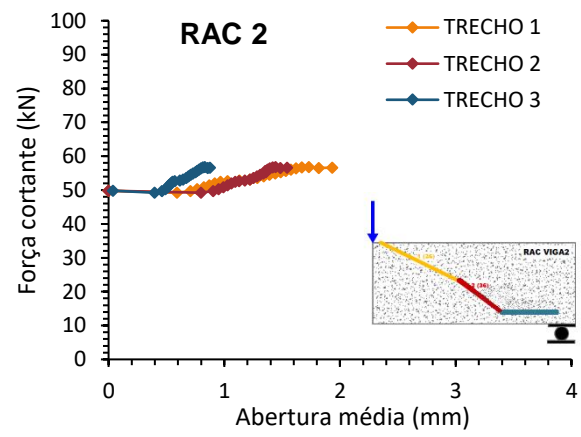 RAC 2
TRECHO 1
TRECHO 2
TRECHO 3
Força cortante (kN)
100
90
80
70
60
50
40
30
20
10
0
RAC VIGA2
(36)
0 1 2 3 4
Abertura média (mm)